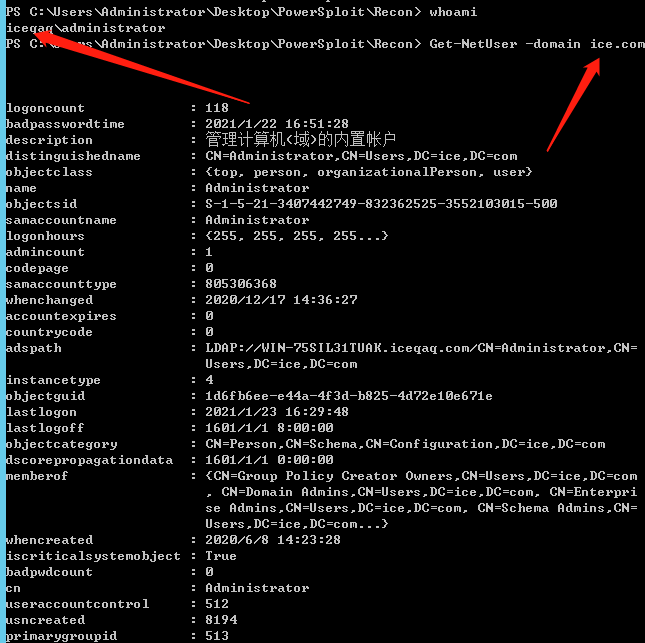 PS C:\Users\Administrator\Desktop\PowerSploit\Recon> whoami
iceqaq\administrator
PS C:\Users\Administrator\Desktop\PowerSploit\Recon> Get-NetUser -domain ice.com
logoncount : 118
badpasswordtime : 2021/1/22 16:51:28
description : 管理计算机<域>的内置帐户
distinguishedname : CN=Administrator,CN=Users,DC=ice,DC=com
objectclass : {top, person, organizationalPerson, user}
name : Administrator
objectsid : S-1-5-21-3407442749-832362525-3552103015-500
samaccountname : Administrator
logonhours : {255, 255, 255, 255...}
admincount : 1
codepage : 0
samaccounttype : 805306368
whenchanged : 2020/12/17 14:36:27
accountexpires : 0
countrycode : 0
adspath : LDAP://WIN-75SIL31TUAK.iceqaq.com/CN=Administrator,CN=
Users,DC=ice,DC=com
instancetype : 4
objectguid : 1d6fb6ee-e44a-4f3d-b825-4d72e10e671e
lastlogon : 2021/1/23 16:29:48
lastlogoff : 1601/1/1 8:00:00
objectcategory : CN=Person,CN=Schema,CN=Configuration,DC=ice,DC=com
dscorepropagationdata : 1601/1/1 0:00:00
memberof : {CN=Group Policy Creator Owners,CN=Users,DC=ice,DC=com
, CN=Domain Admins,CN=Users,DC=ice,DC=com, CN=Enterpri
se Admins,CN=Users,DC=ice,DC=com, CN=Schema Admins,CN=
Users,DC=ice,DC=com...}
whencreated : 2020/6/8 14:23:28
iscriticalsystemobject : True
badpwdcount : 0
cn : Administrator
useraccountcontrol : 512
usncreated : 8194
primarygroupid : 513